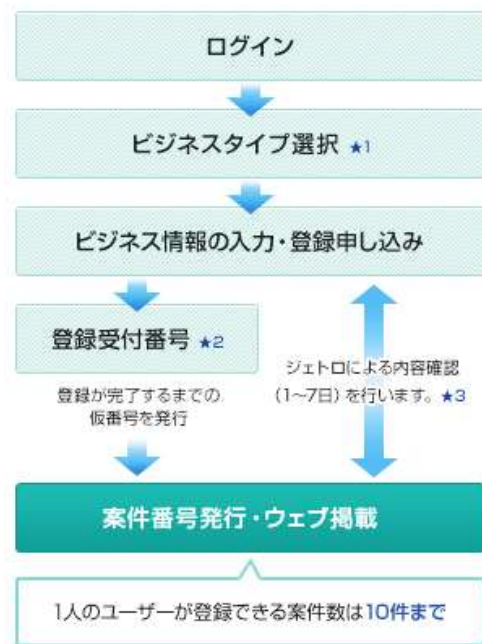 ログイン
ビジネスタイプ選択 ★1
ビジネス情報の入力・登録申し込み
登録受付番号 ★2
登録が完了するまでの
仮番号を発行
ジェトロによる内容確認
（1～7日）を行います。★3
案件番号発行・ウェブ掲載
1人のユーザーが登録できる案件数は10件まで